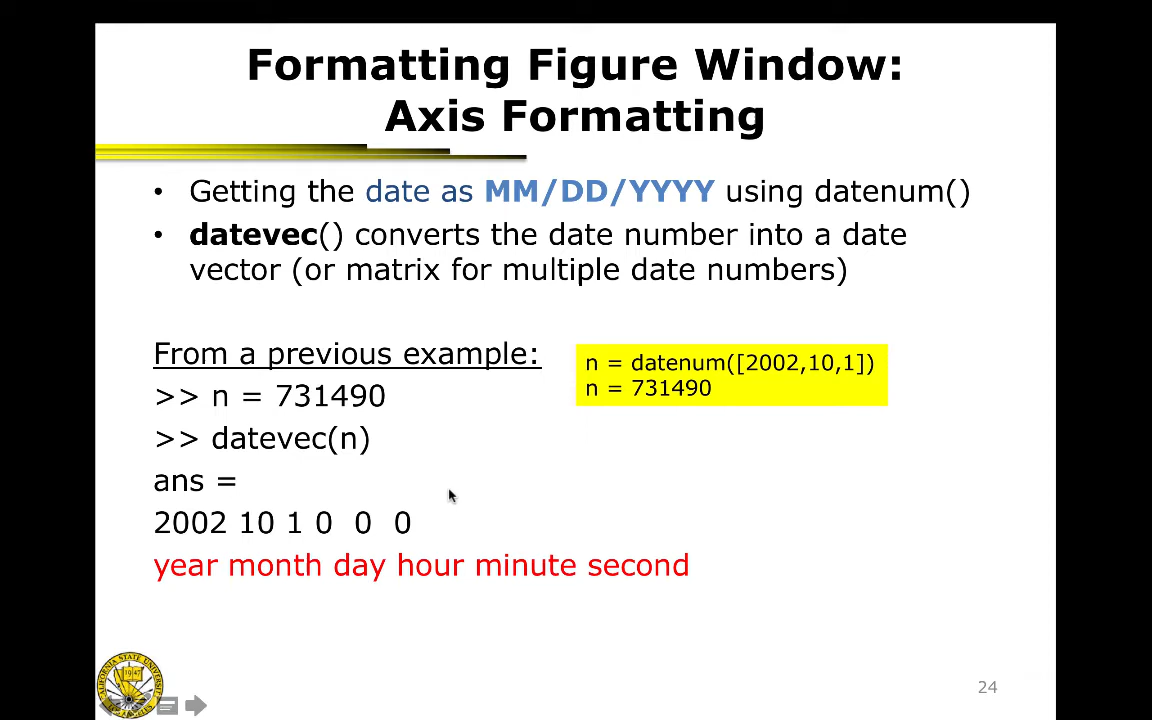 Formatting Figure Window:
Axis Formatting
• Getting the date as MM/DD/YYYY using datenum()
• datevec() converts the date number into a date
vector (or matrix for multiple date numbers)
From a previous example:
n = datenum([2002,10,1])
n = 731490
>> n = 731490
>> datevec(n)
ans =
2002 10 1 0 0 0
year month day hour minute second
1947
24